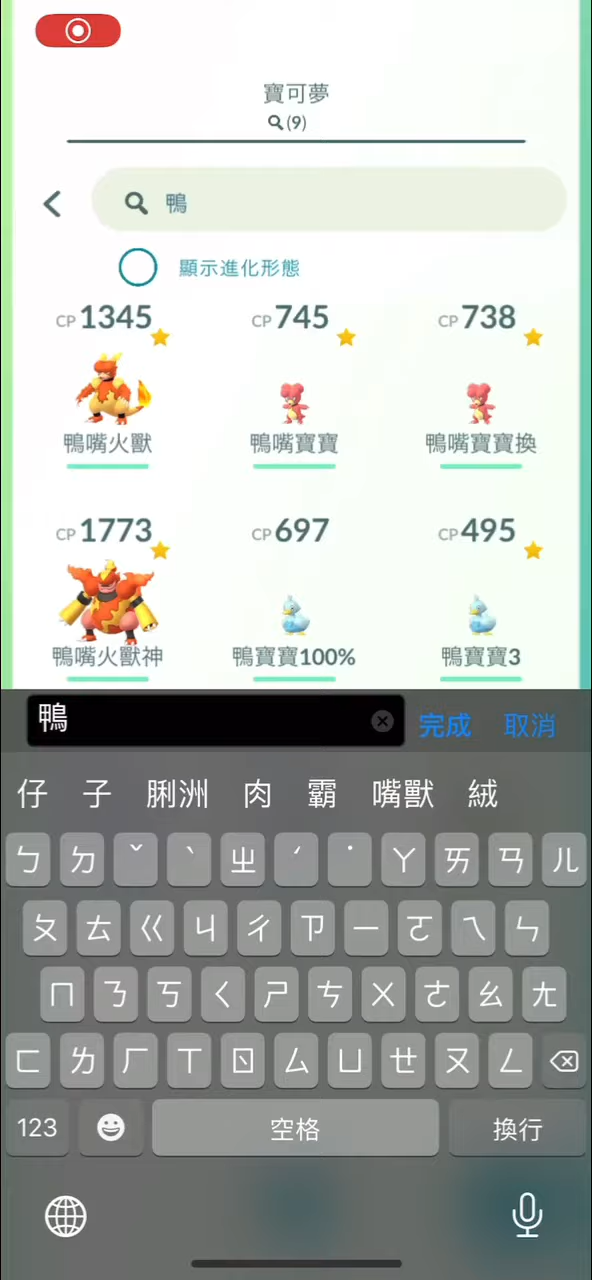 寶可夢
(9)
鴨
顯示進化形態
CP1345 CP745 CP738
鴨嘴火獸 鴨嘴寶寶 鴨嘴寶寶換
CP1773 CP697 CP495
鴨嘴火獸神 鴨寶寶100% 鴨寶寶3
鴨 完成 取消
仔 子 脷洲 肉 霸 嘴獸 絨
ㄅ ㄉ ˇ ˋ ㄓ ˊ ˙ ㄚ ㄞ ㄢ ㄦ
ㄆ ㄊ ㄍ ㄐ ㄔ ㄗ ㄧ ㄛ ㄟ ㄣ
ㄇ ㄋ ㄎ ㄑ ㄕ ㄘ ㄨ ㄜ ㄠ ㄤ
ㄈ ㄌ ㄏ ㄒ ㄖ ㄙ ㄩ ㄝ ㄡ ㄥ
123 空格 換行